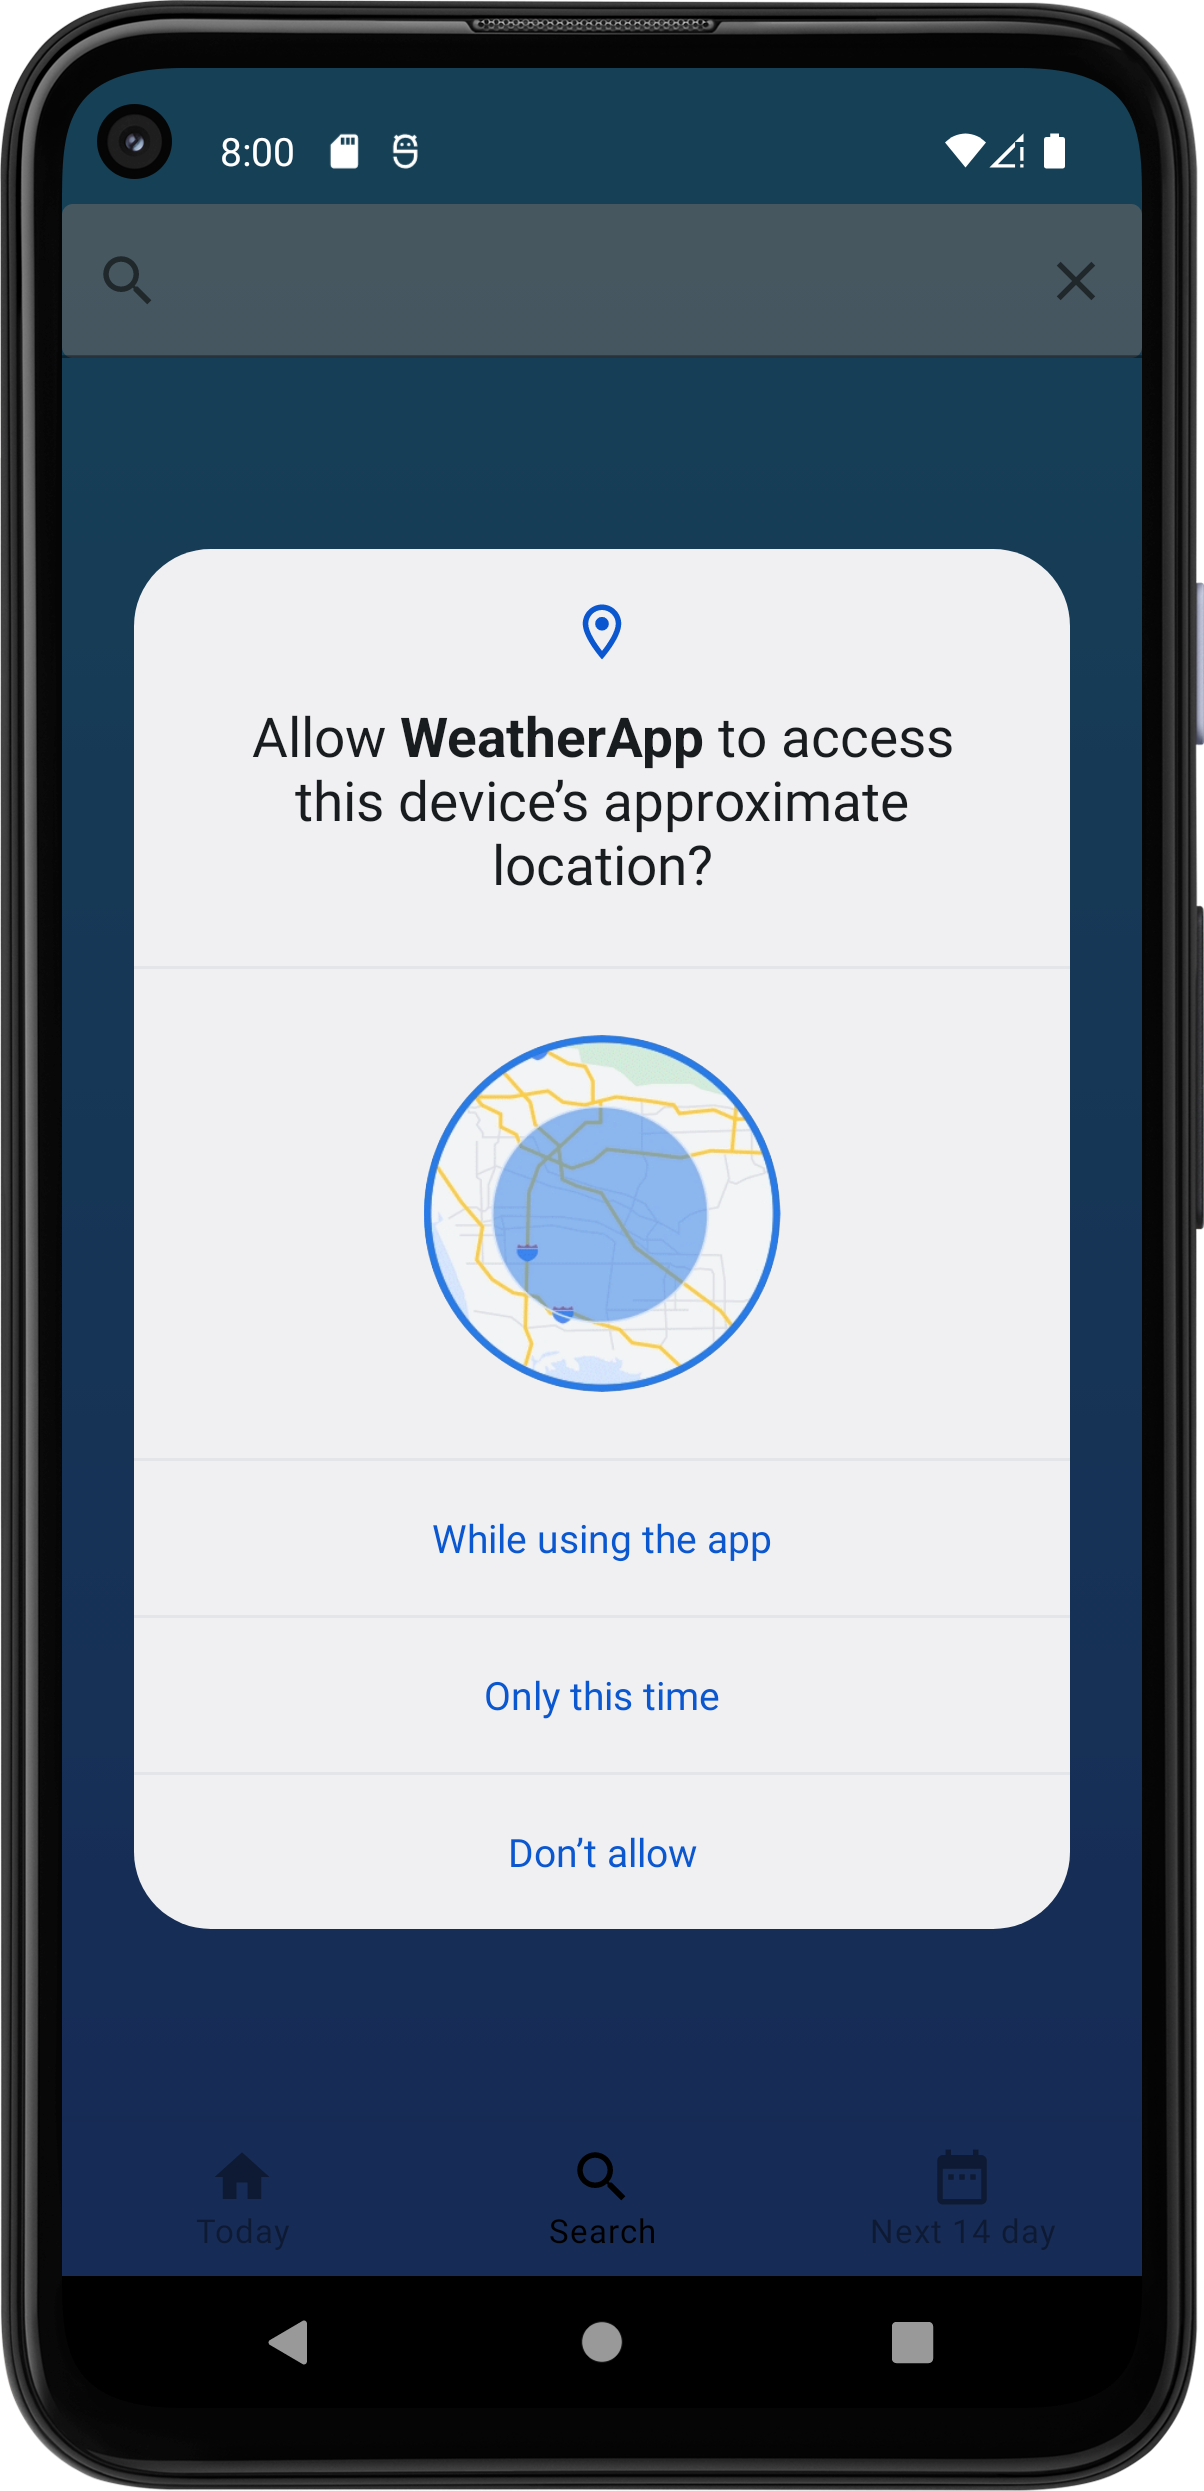 8:00
Allow WeatherApp to access
this device’s approximate
location?
While using the app
Only this time
Don’t allow
Today
Search
Next 14 day